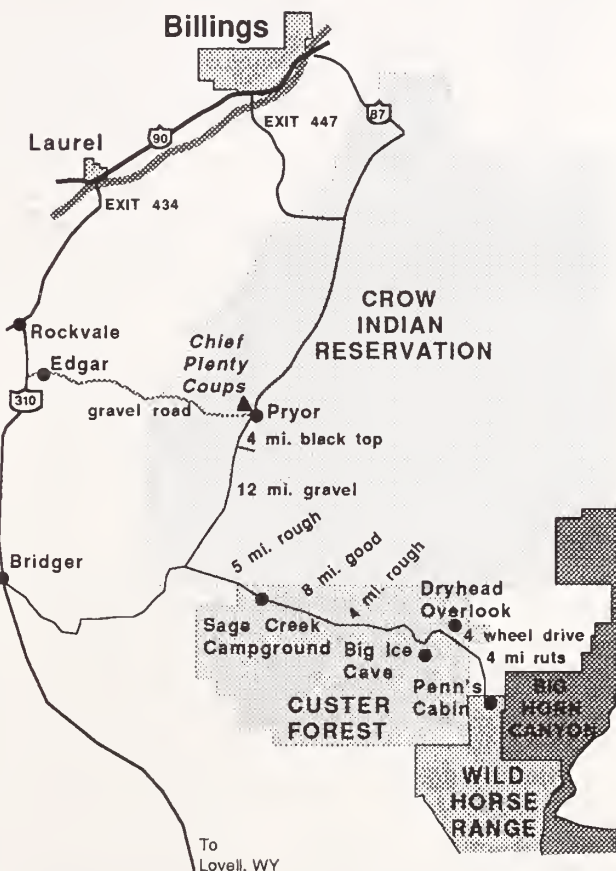 Billings
87
EXIT 447
90
Laurel
EXIT 434
CROW
INDIAN
RESERVATION
Rockvale
Chief
Plenty
Coups
Edgar
310
gravel road
Pryor
4 mi. black top
12 mi. gravel
5 mi. rough
8 mi. good
4 mi. rough
Bridger
Dryhead
Overlook
Sage Creek
Campground
Big Ice
Cave
4 wheel drive
4 mi ruts
Penn's
Cabin
BIG
HORN
CANYON
CUSTER
FOREST
WILD
HORSE
RANGE
To
Lovell, WY